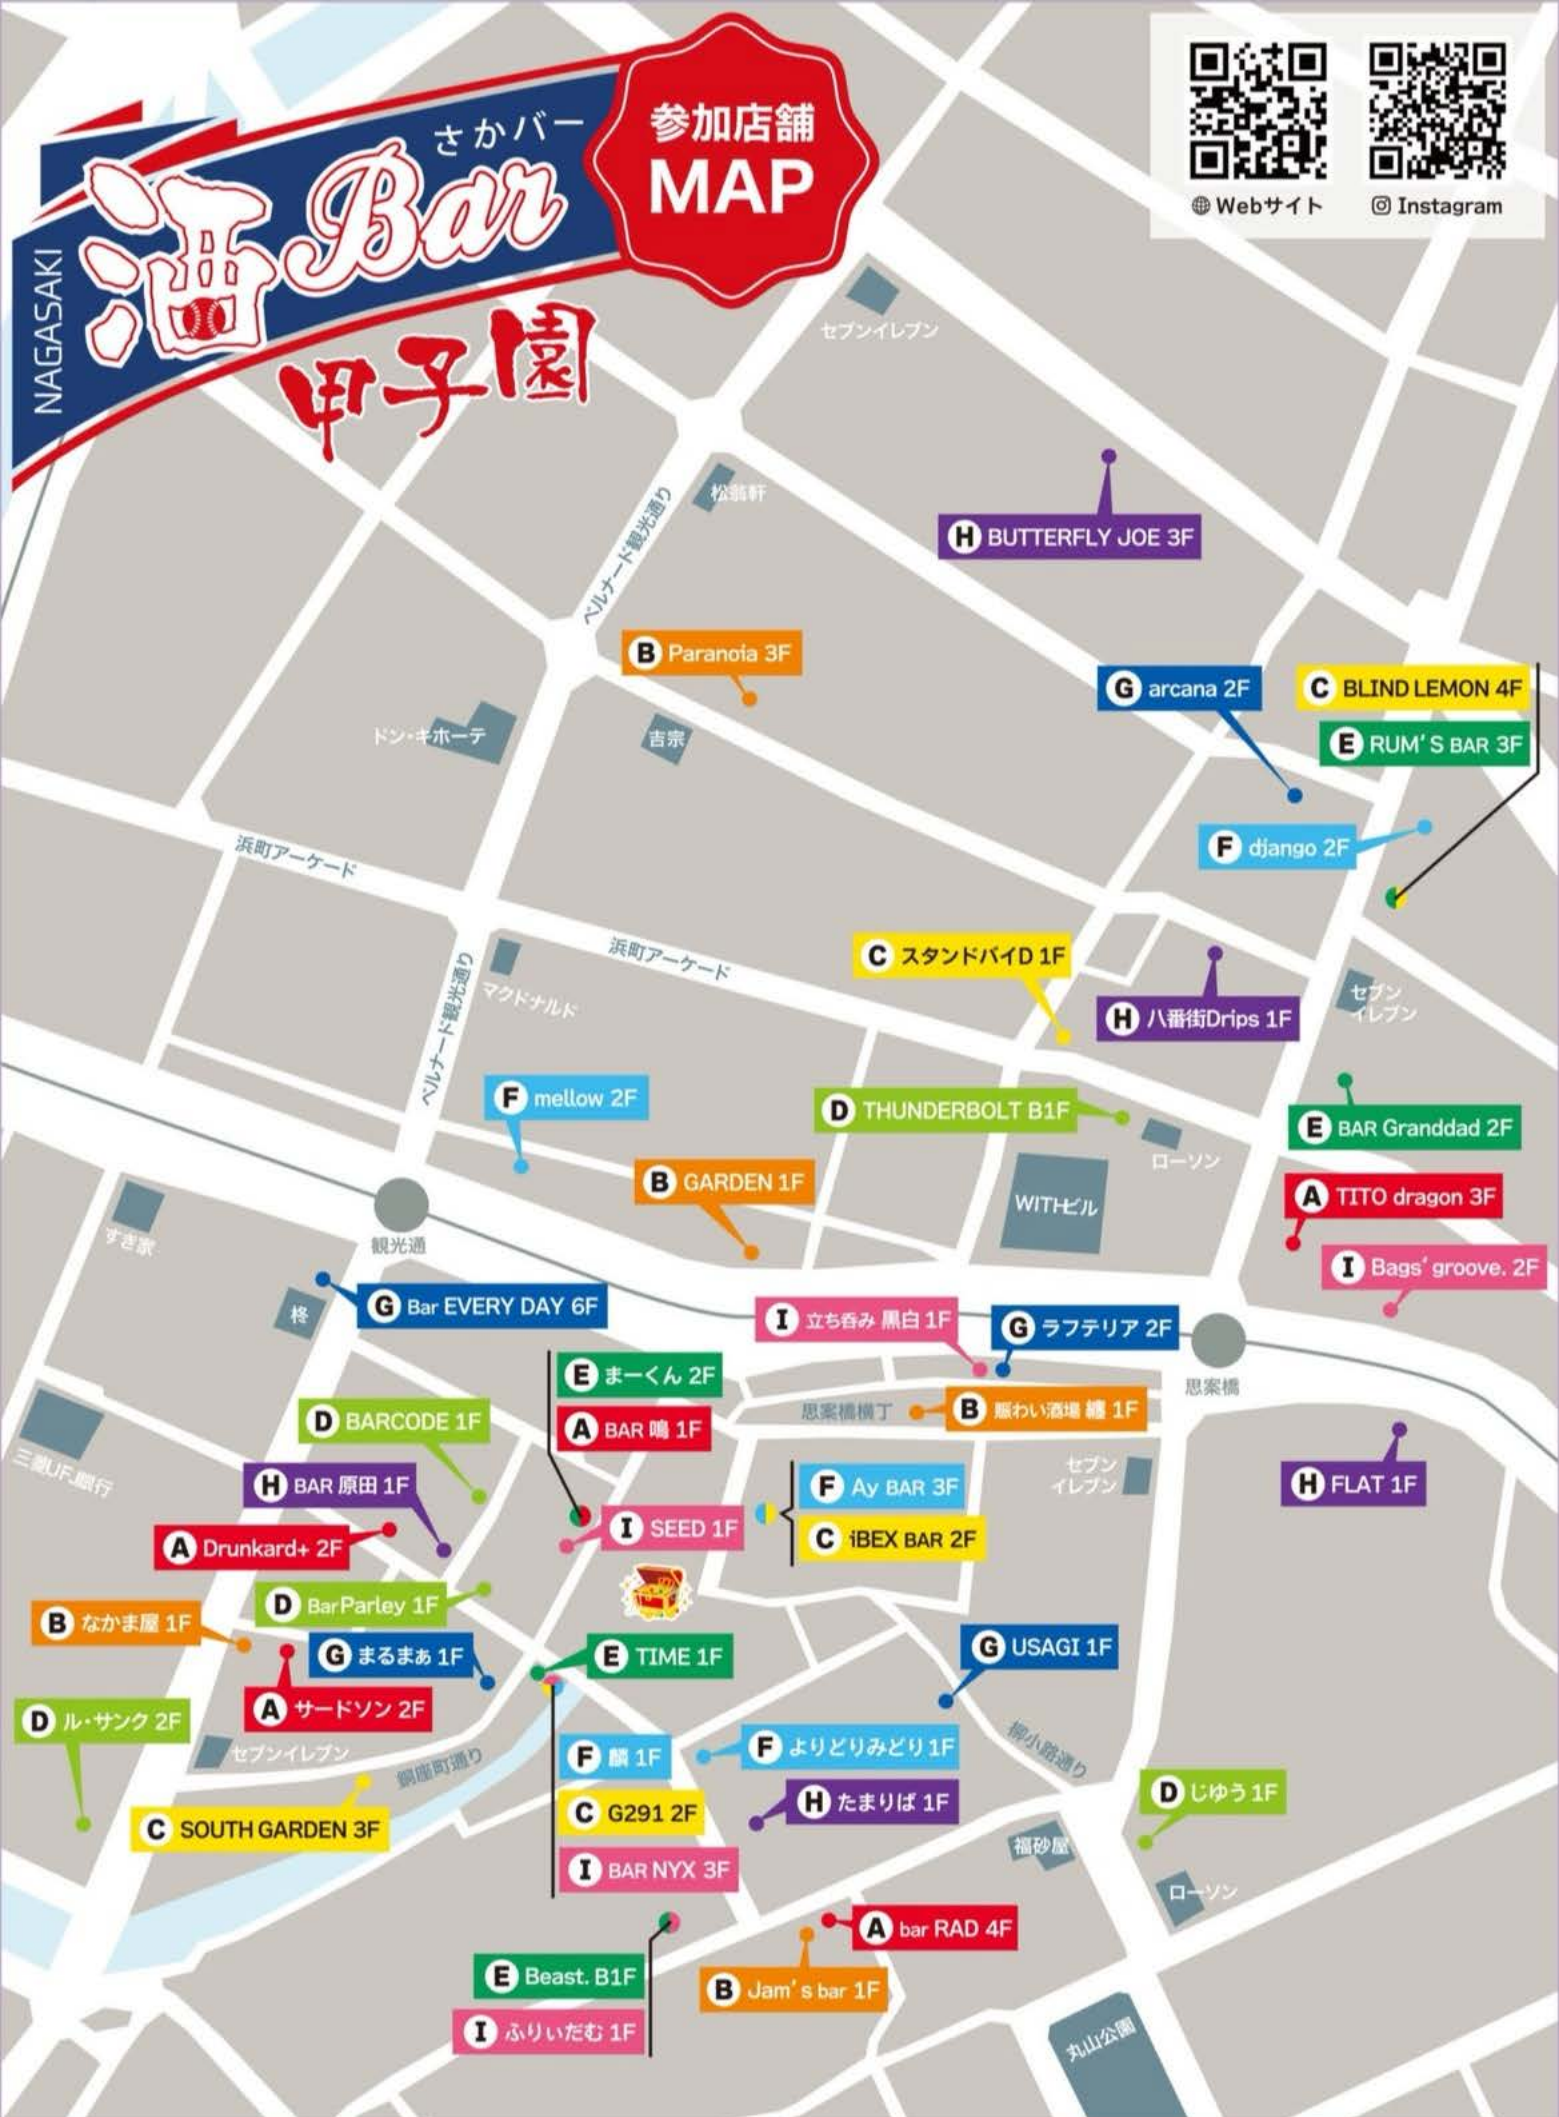 さかバー
酒Bar
甲子園
NAGASAKI
参加店舗
MAP
Webサイト
Instagram
セブンイレブン
松翁軒
ベルナード観光通り
H BUTTERFLY JOE 3F
B Paranoia 3F
G arcana 2F
C BLIND LEMON 4F
E RUM'S BAR 3F
ドン・キホーテ
吉宗
F django 2F
浜町アーケード
浜町アーケード
C スタンドバイD 1F
ベルナード観光通り
マクドナルド
H 八番街Drips 1F
セブン
イレブン
F mellow 2F
D THUNDERBOLT B1F
ローソン
E BAR Granddad 2F
B GARDEN 1F
WITHビル
A TITO dragon 3F
すき家
観光通
I Bags' groove. 2F
柊
G Bar EVERY DAY 6F
I 立ち呑み 黒白 1F
G ラフテリア 2F
思案橋
E まーくん 2F
A BAR 鳴 1F
思案橋横丁
B 賑わい酒場 纏 1F
D BARCODE 1F
三菱UFJ銀行
H BAR 原田 1F
F Ay BAR 3F
C iBEX BAR 2F
セブン
イレブン
H FLAT 1F
A Drunkard+ 2F
I SEED 1F
D Bar Parley 1F
B なかま屋 1F
G まるまぁ 1F
E TIME 1F
G USAGI 1F
A サードソン 2F
D ル・サンク 2F
セブンイレブン
銅座町通り
F 麟 1F
F よりどりみどり 1F
柳小路通り
C G291 2F
H たまりば 1F
D じゆう 1F
C SOUTH GARDEN 3F
I BAR NYX 3F
福砂屋
ローソン
A bar RAD 4F
E Beast. B1F
B Jam's bar 1F
I ふりぃだむ 1F
丸山公園